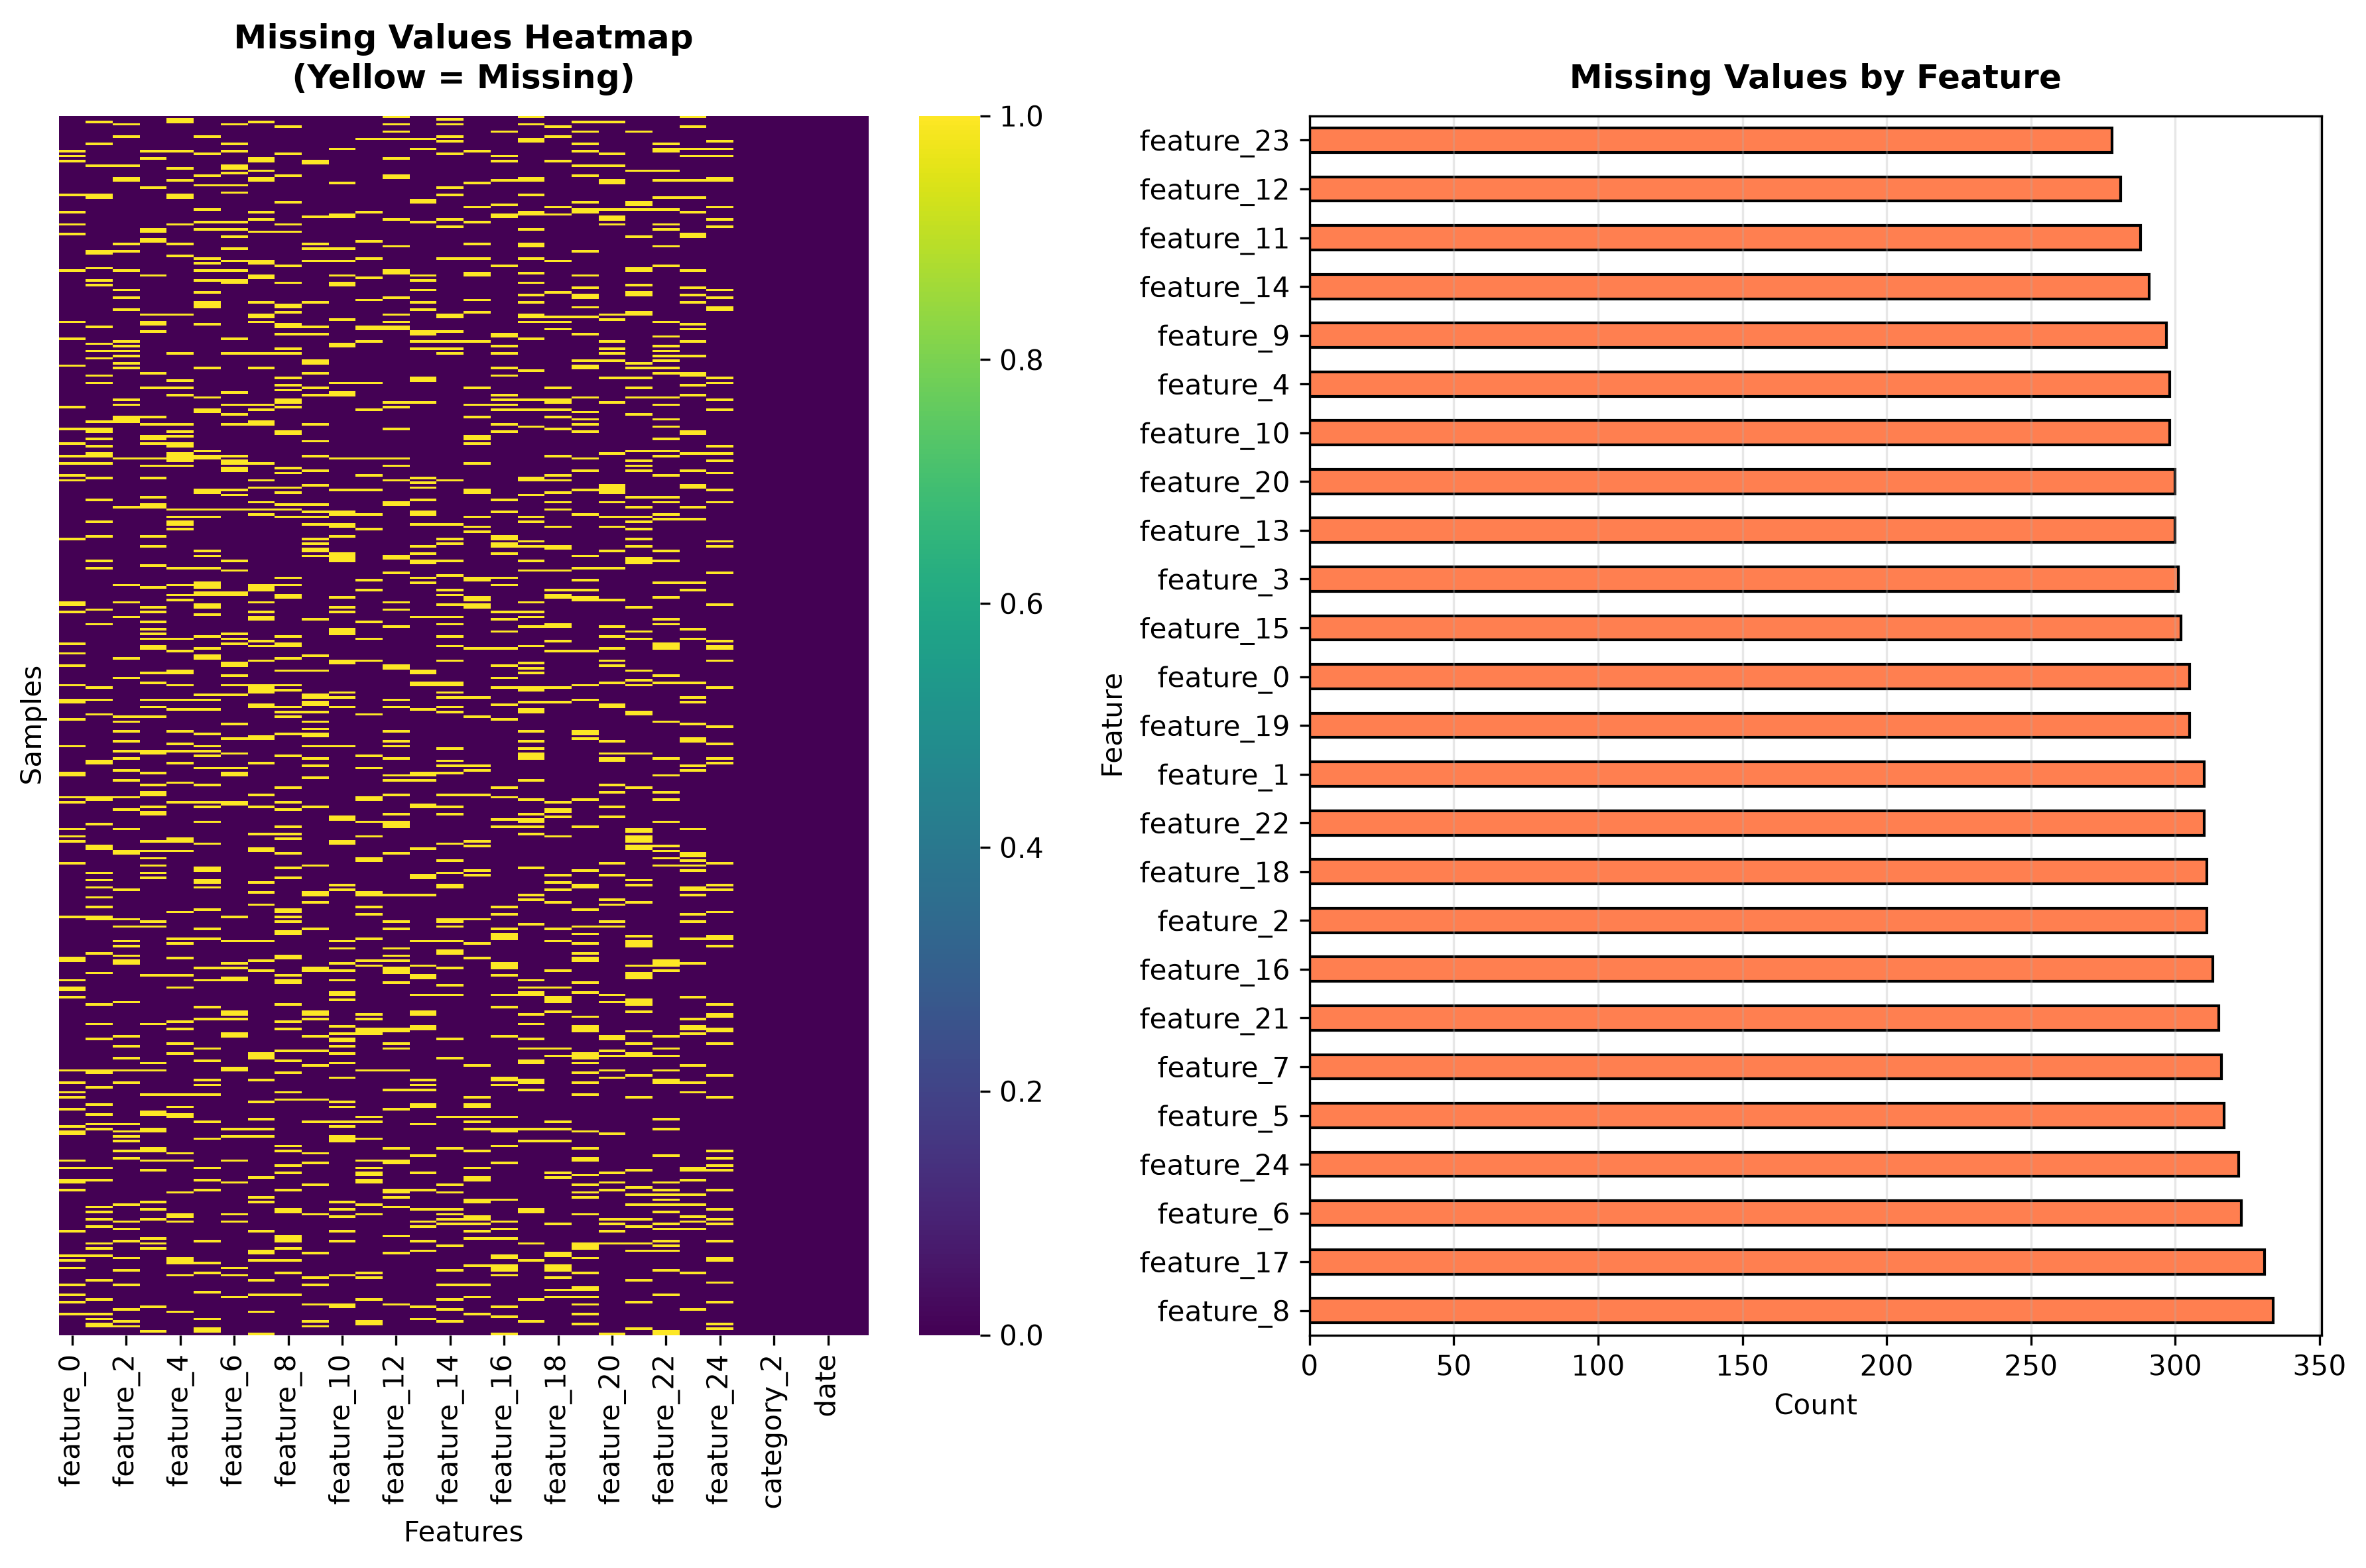 Missing Values Heatmap
(Yellow = Missing)
Samples
feature_0
feature_2
feature_4
feature_6
feature_8
feature_10
feature_12
feature_14
feature_16
feature_18
feature_20
feature_22
feature_24
category_2
date
Features
1.0
0.8
0.6
0.4
0.2
0.0
Missing Values by Feature
Feature
feature_23
feature_12
feature_11
feature_14
feature_9
feature_4
feature_10
feature_20
feature_13
feature_3
feature_15
feature_0
feature_19
feature_1
feature_22
feature_18
feature_2
feature_16
feature_21
feature_7
feature_5
feature_24
feature_6
feature_17
feature_8
0 50 100 150 200 250 300 350
Count